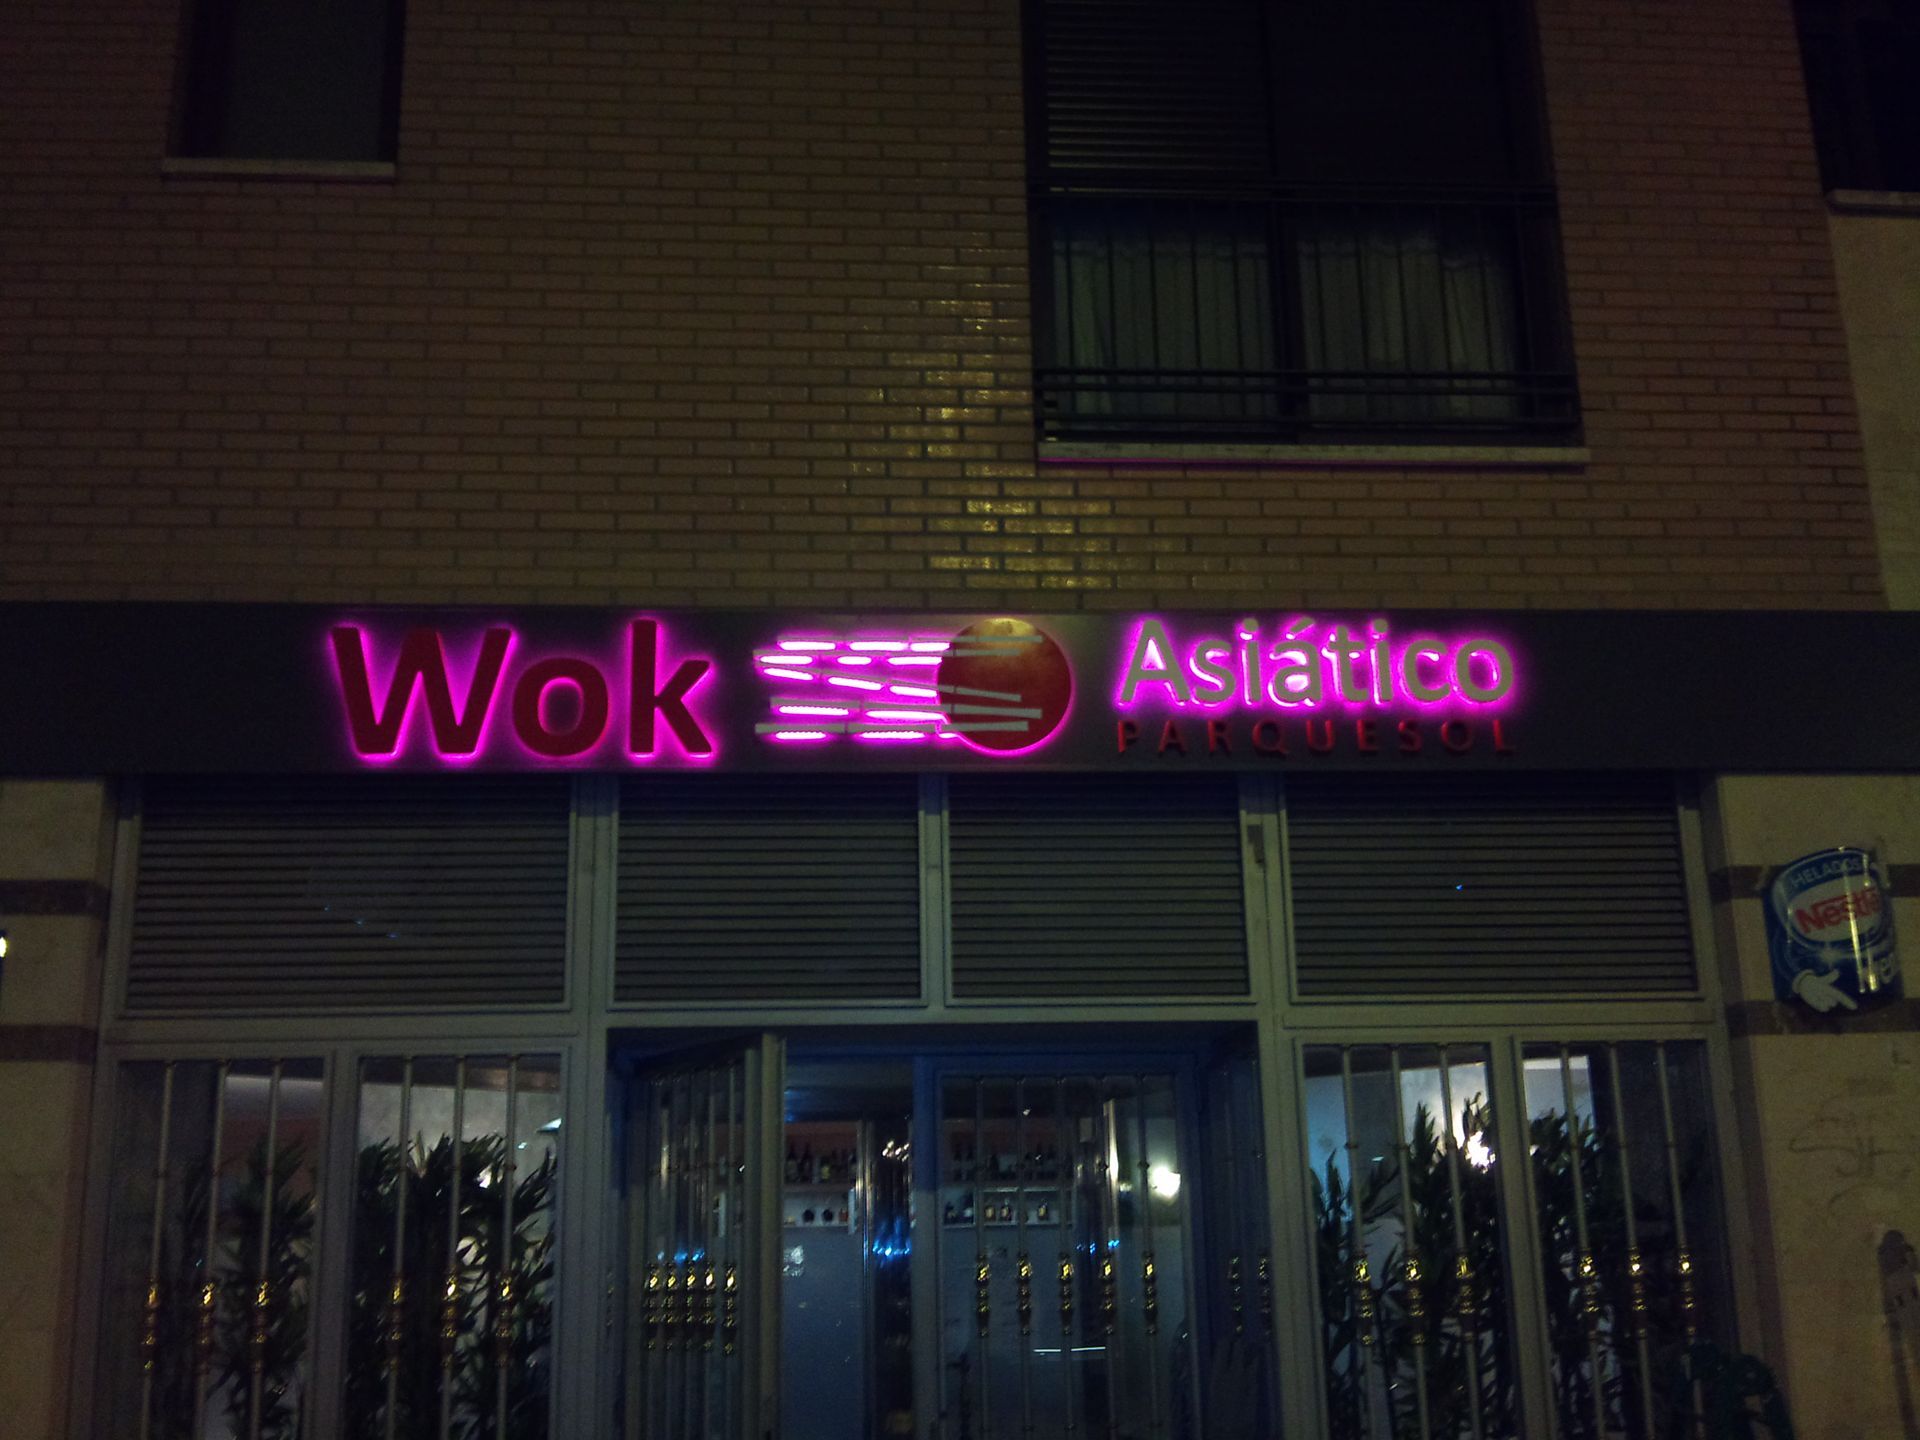 Wok
Asiático
PARQUESOL
HELADOS
Nestlé